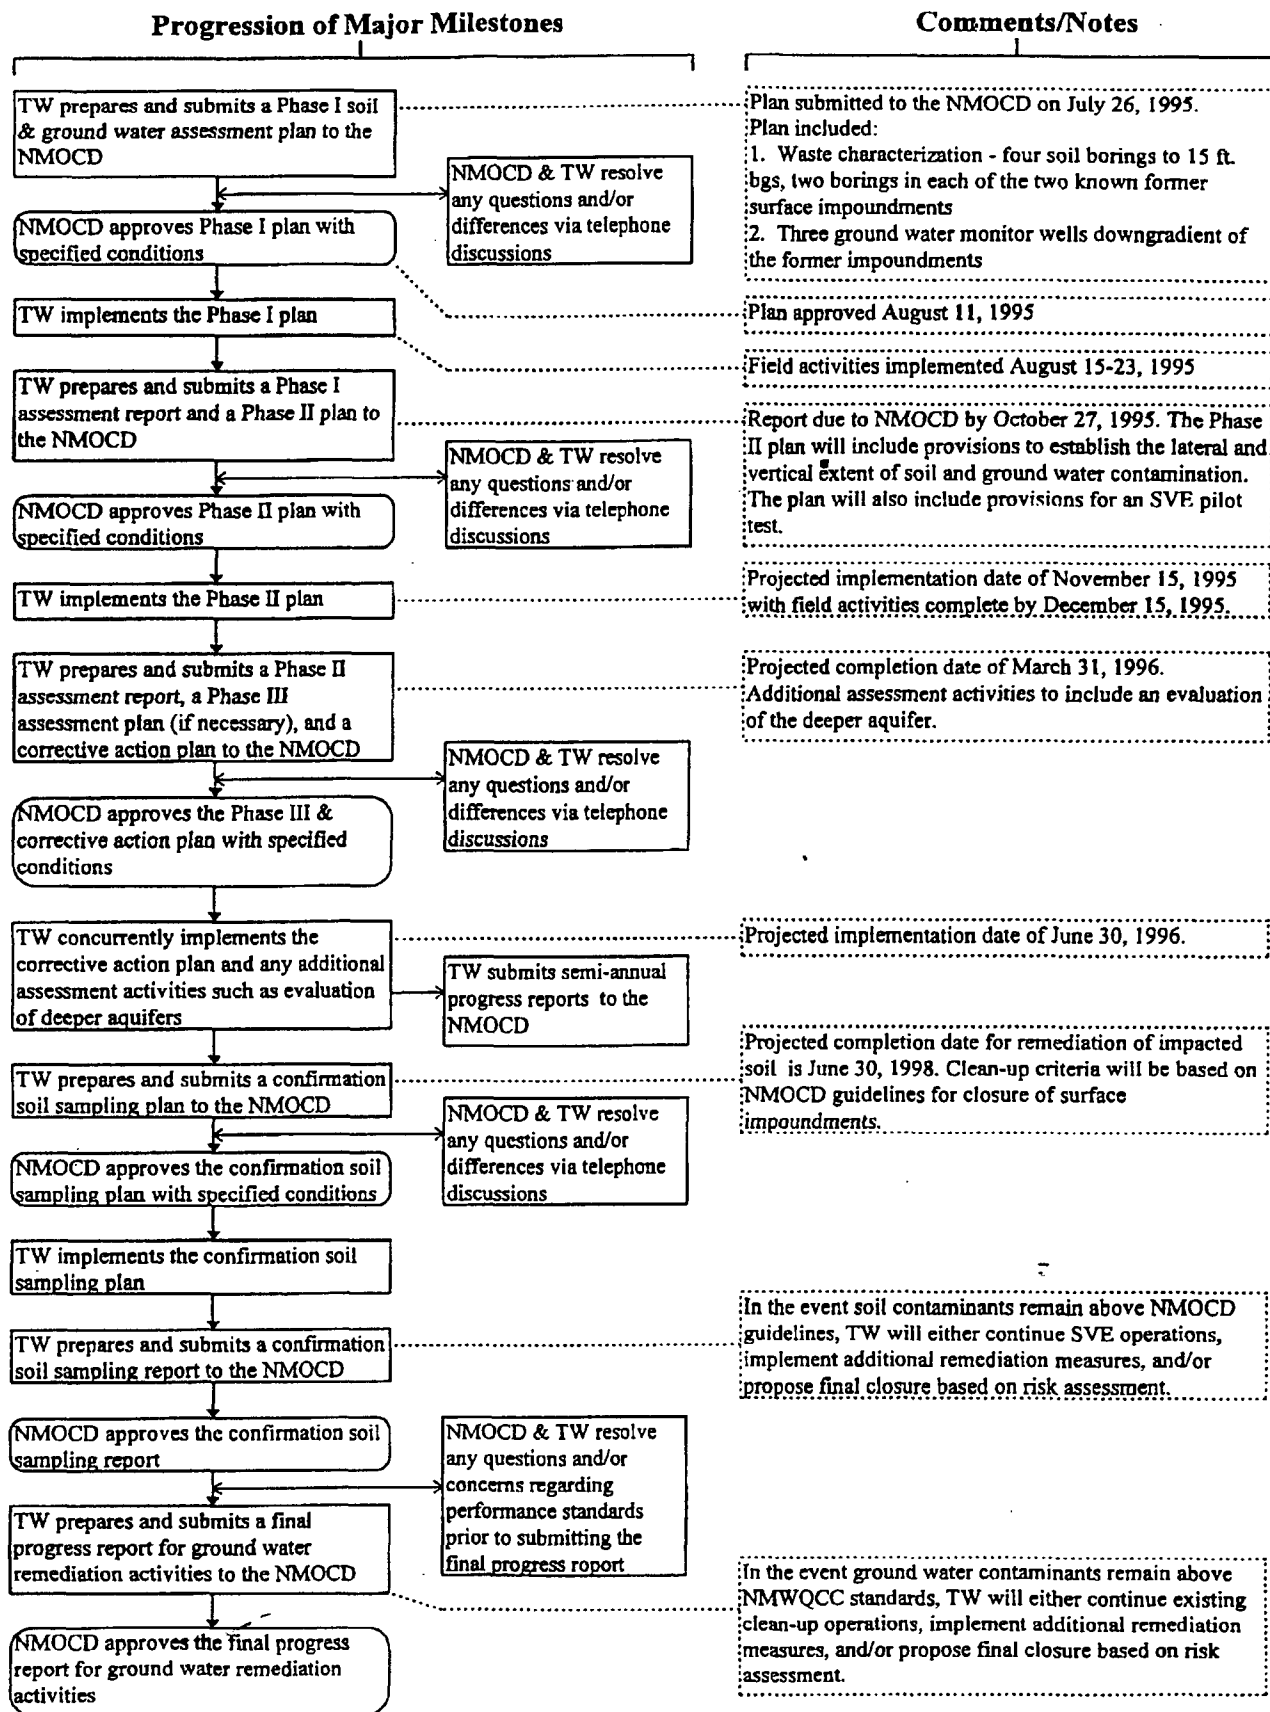 Progression of Major Milestones
Comments/Notes
TW prepares and submits a Phase I soil
& ground water assessment plan to the
NMOCD
Plan submitted to the NMOCD on July 26, 1995.
Plan included:
1. Waste characterization - four soil borings to 15 ft.
bgs, two borings in each of the two known former
surface impoundments
2. Three ground water monitor wells downgradient of
the former impoundments
NMOCD & TW resolve
any questions and/or
differences via telephone
discussions
NMOCD approves Phase I plan with
specified conditions
Plan approved August 11, 1995
TW implements the Phase I plan
Field activities implemented August 15-23, 1995
TW prepares and submits a Phase I
assessment report and a Phase II plan to
the NMOCD
Report due to NMOCD by October 27, 1995. The Phase
II plan will include provisions to establish the lateral and
vertical extent of soil and ground water contamination.
The plan will also include provisions for an SVE pilot
test.
NMOCD & TW resolve
any questions and/or
differences via telephone
discussions
NMOCD approves Phase II plan with
specified conditions
TW implements the Phase II plan
Projected implementation date of November 15, 1995
with field activities complete by December 15, 1995.
TW prepares and submits a Phase II
assessment report, a Phase III
assessment plan (if necessary), and a
corrective action plan to the NMOCD
Projected completion date of March 31, 1996.
Additional assessment activities to include an evaluation
of the deeper aquifer.
NMOCD & TW resolve
any questions and/or
differences via telephone
discussions
NMOCD approves the Phase III &
corrective action plan with specified
conditions
TW concurrently implements the
corrective action plan and any additional
assessment activities such as evaluation
of deeper aquifers
Projected implementation date of June 30, 1996.
TW submits semi-annual
progress reports to the
NMOCD
TW prepares and submits a confirmation
soil sampling plan to the NMOCD
Projected completion date for remediation of impacted
soil is June 30, 1998. Clean-up criteria will be based on
NMOCD guidelines for closure of surface
impoundments.
NMOCD & TW resolve
any questions and/or
differences via telephone
discussions
NMOCD approves the confirmation soil
sampling plan with specified conditions
TW implements the confirmation soil
sampling plan
TW prepares and submits a confirmation
soil sampling report to the NMOCD
In the event soil contaminants remain above NMOCD
guidelines, TW will either continue SVE operations,
implement additional remediation measures, and/or
propose final closure based on risk assessment.
NMOCD approves the confirmation soil
sampling report
NMOCD & TW resolve
any questions and/or
concerns regarding
performance standards
prior to submitting the
final progress roport
TW prepares and submits a final
progress report for ground water
remediation activities to the NMOCD
In the event ground water contaminants remain above
NMWQCC standards, TW will either continue existing
clean-up operations, implement additional remediation
measures, and/or propose final closure based on risk
assessment.
NMOCD approves the final progress
report for ground water remediation
activities